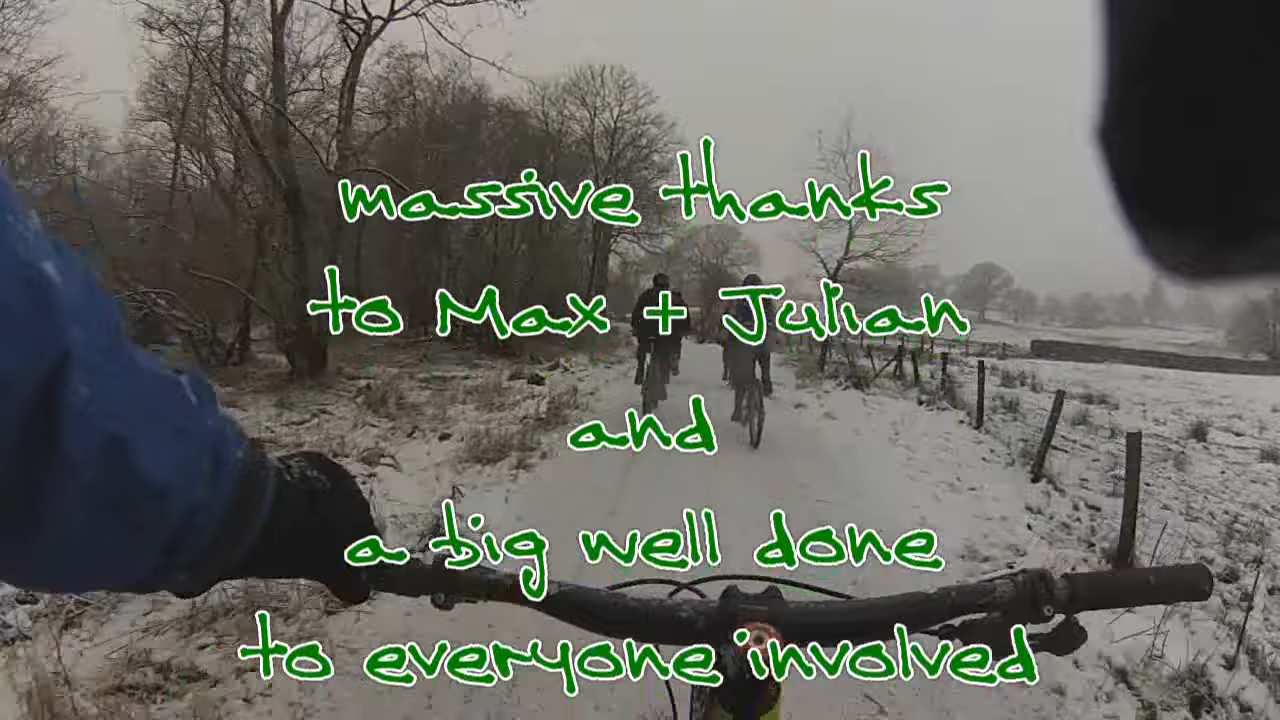 massive thanks
to Max + Julian
and
a big well done
to everyone involved